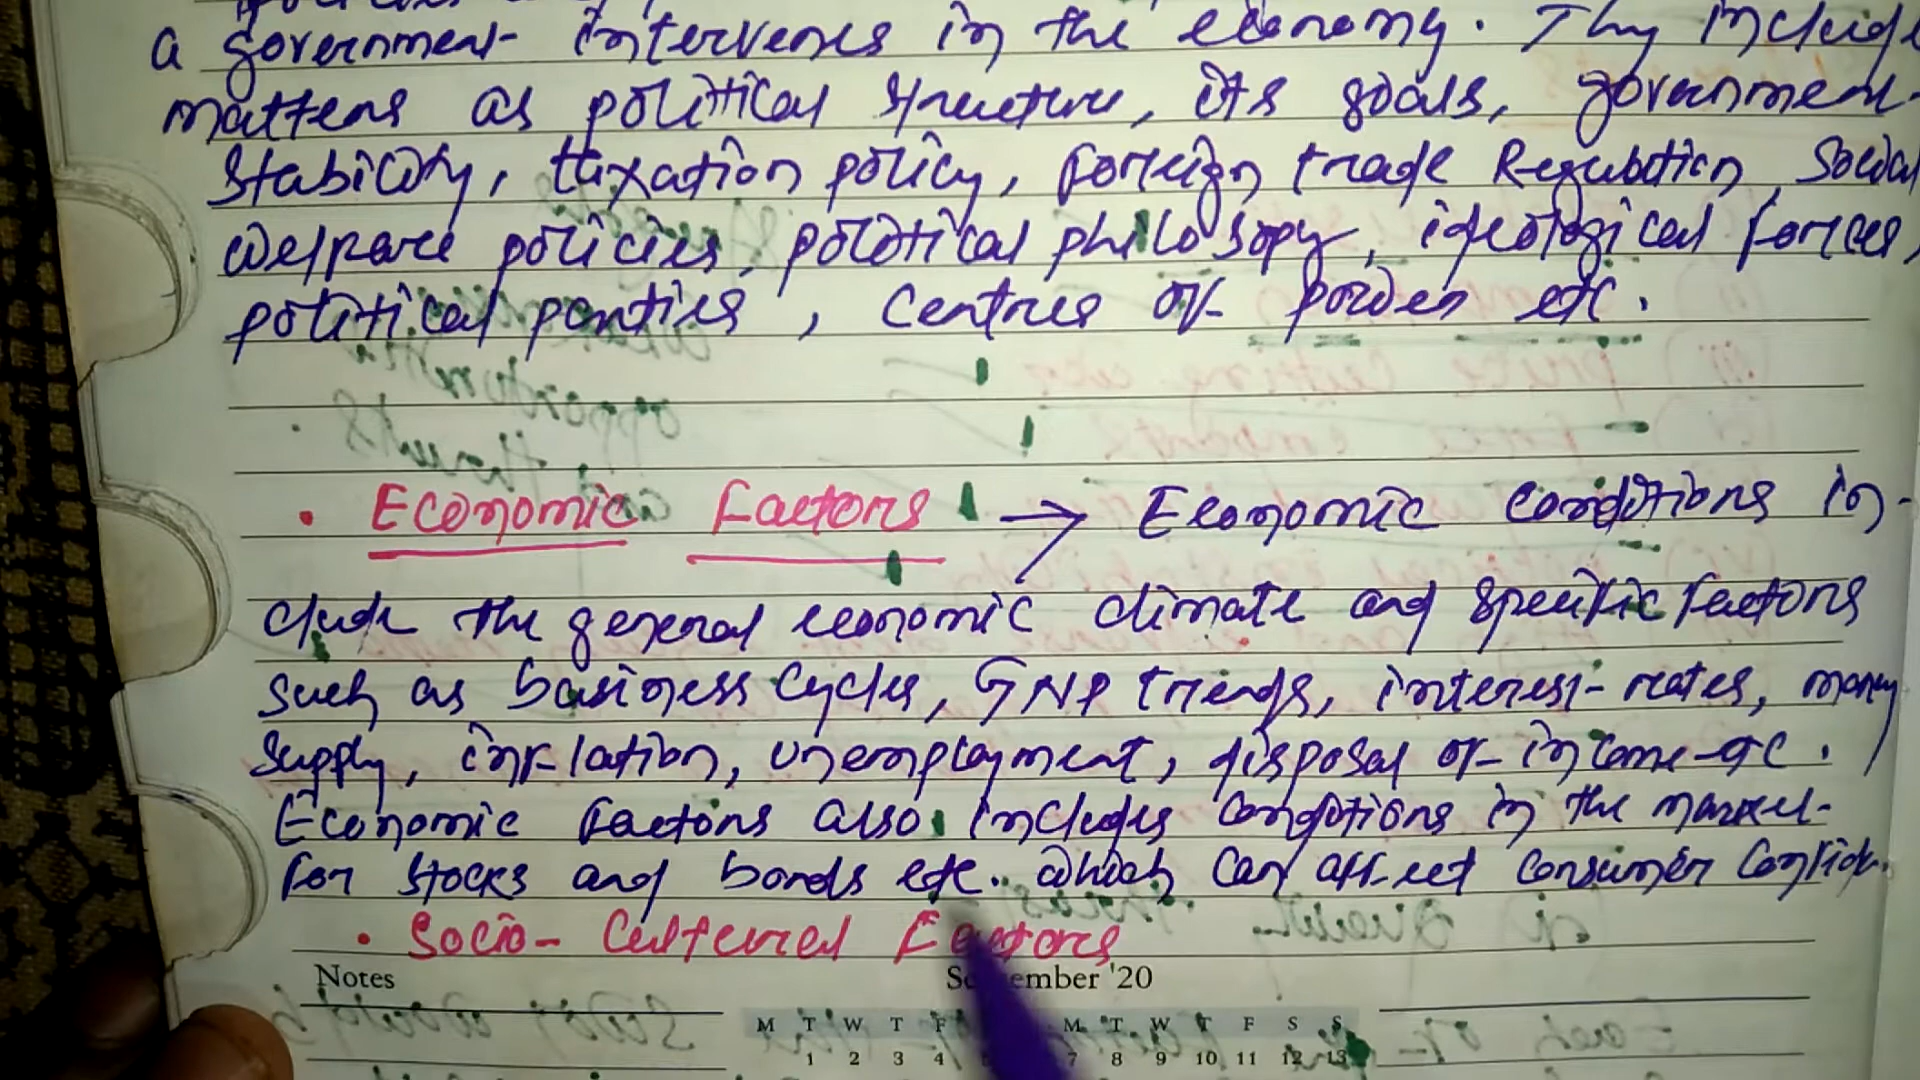 a government intervenes in the economy. They include
matters as political structure, its goals, government
stability, taxation policy, foreign trade Regulation, Social
welfare policies, political philosopy, ideological forces,
political parties, centres of power etc.
• Economic Factors → Economic conditions in-
clude the general economic climate and specific factors
such as business cycles, GNP trends, interest rates, money
supply, inflation, unemployment, disposal of income etc.
Economic factors also includes conditions in the market
for stocks and bonds etc. which can affect consumer
• Socio-Cultural Factors
Notes
September '20
M T W T F M T W T F S S
1 2 3 4 7 8 9 10 11 12 13